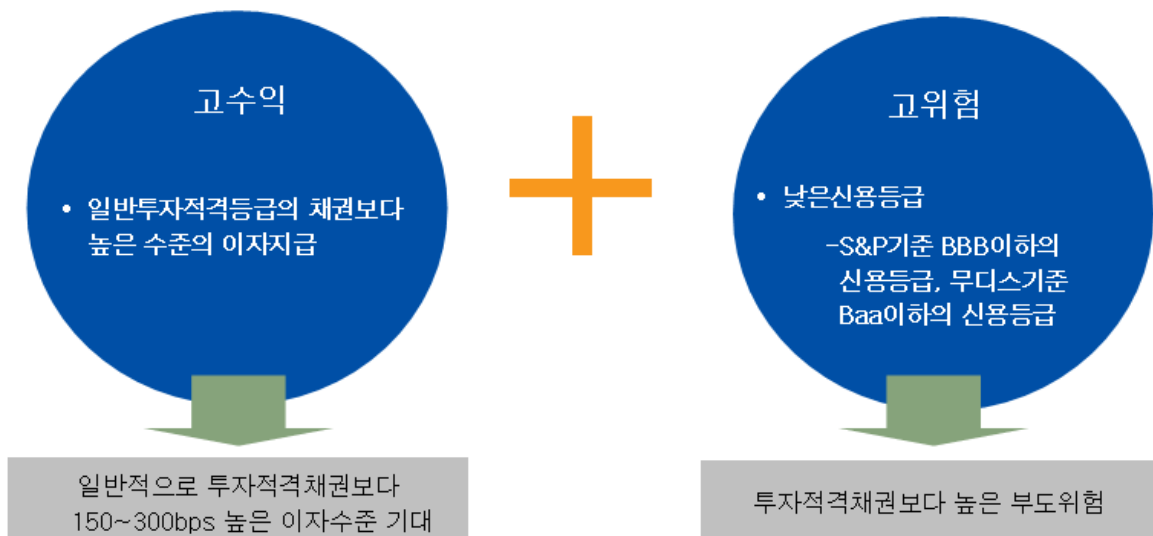 고수익
• 일반투자적격등급의 채권보다
높은 수준의 이자지급
일반적으로 투자적격채권보다
150~300bps 높은 이자수준 기대
고위험
• 낮은신용등급
-S&P기준 BBB이하의
신용등급, 무디스기준
Baa이하의 신용등급
투자적격채권보다 높은 부도위험